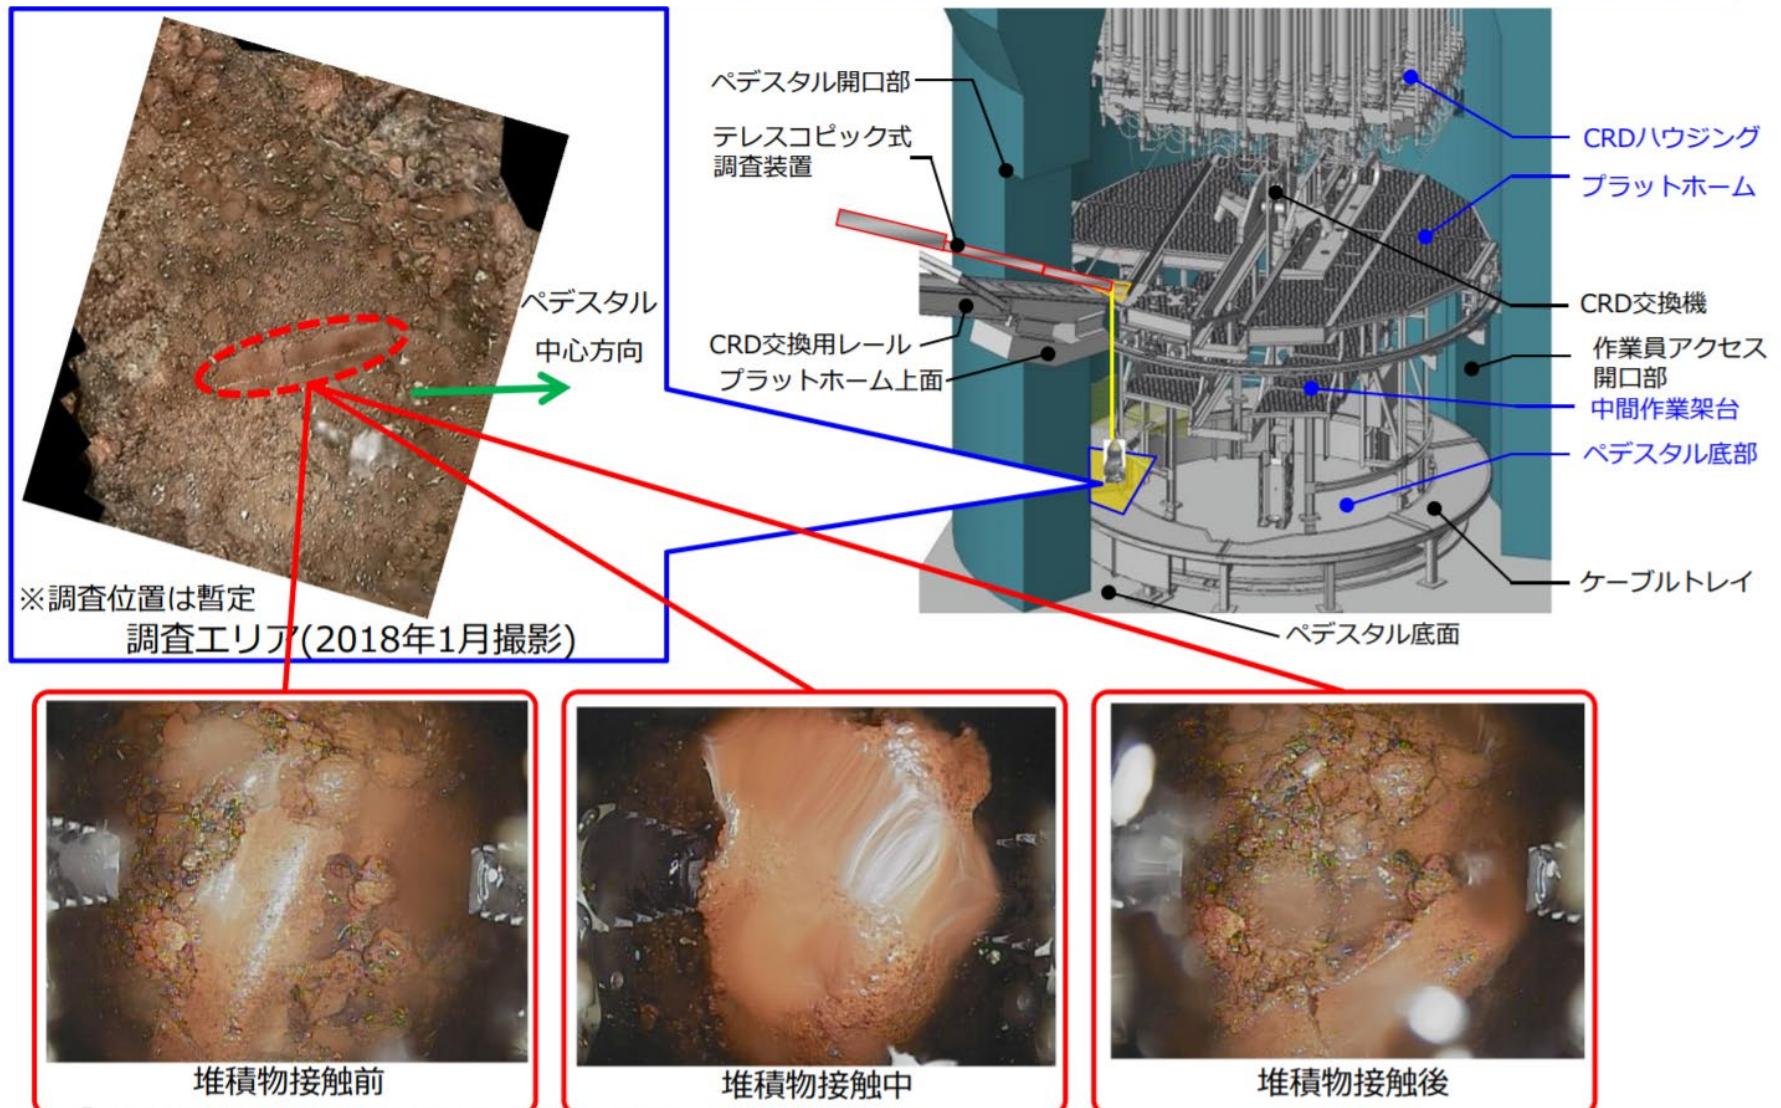 ペデスタル
中心方向
※調査位置は暫定
調査エリア(2018年1月撮影)
ペデスタル開口部
テレスコピック式
調査装置
CRD交換用レール
プラットホーム上面
CRDハウジング
プラットホーム
CRD交換機
作業員アクセス
開口部
中間作業架台
ペデスタル底部
ケーブルトレイ
ペデスタル底面
堆積物接触前
堆積物接触中
堆積物接触後